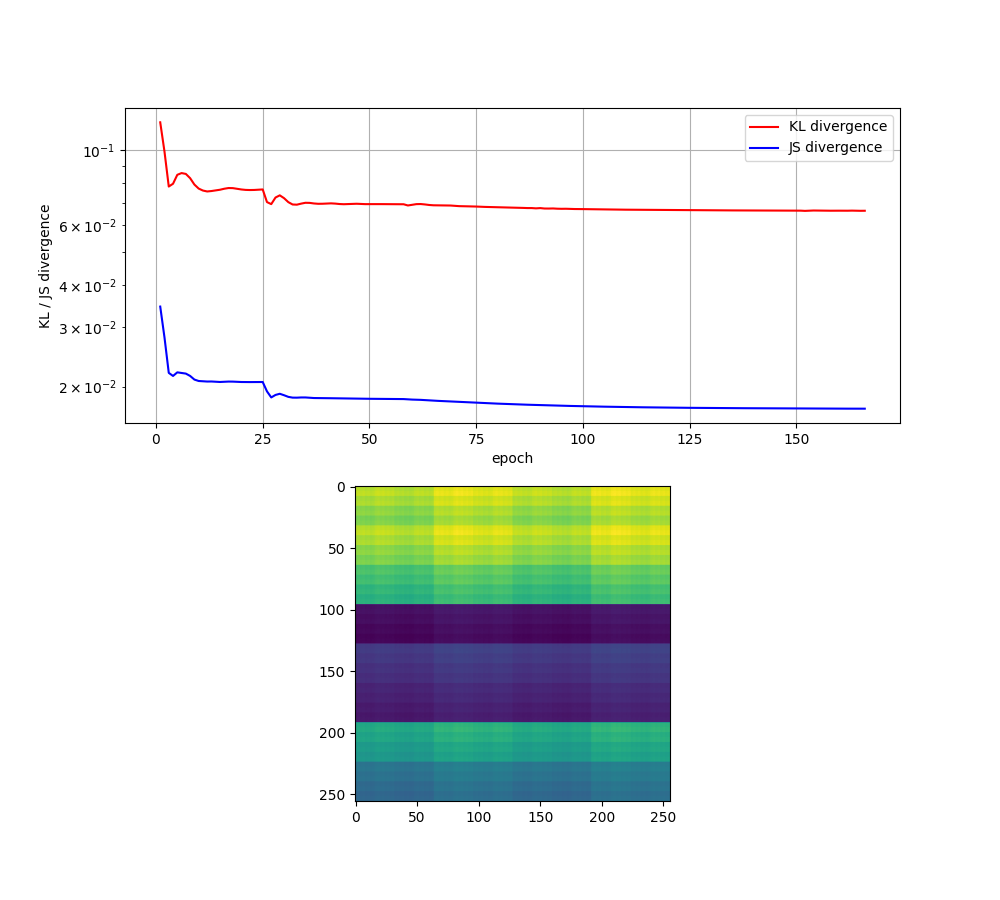 KL divergence
JS divergence
10⁻¹
6 × 10⁻²
4 × 10⁻²
3 × 10⁻²
2 × 10⁻²
KL / JS divergence
0 25 50 75 100 125 150
epoch
0
50
100
150
200
250
0 50 100 150 200 250